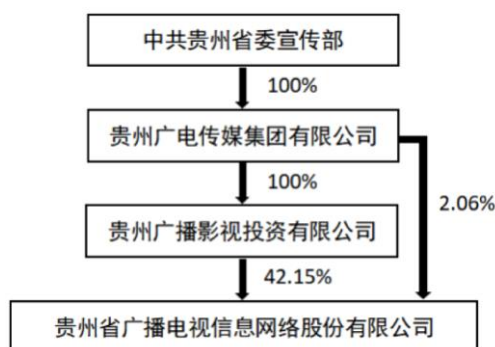 中共贵州省委宣传部
100%
贵州广电传媒集团有限公司
100%
2.06%
贵州广播影视投资有限公司
42.15%
贵州省广播电视信息网络股份有限公司